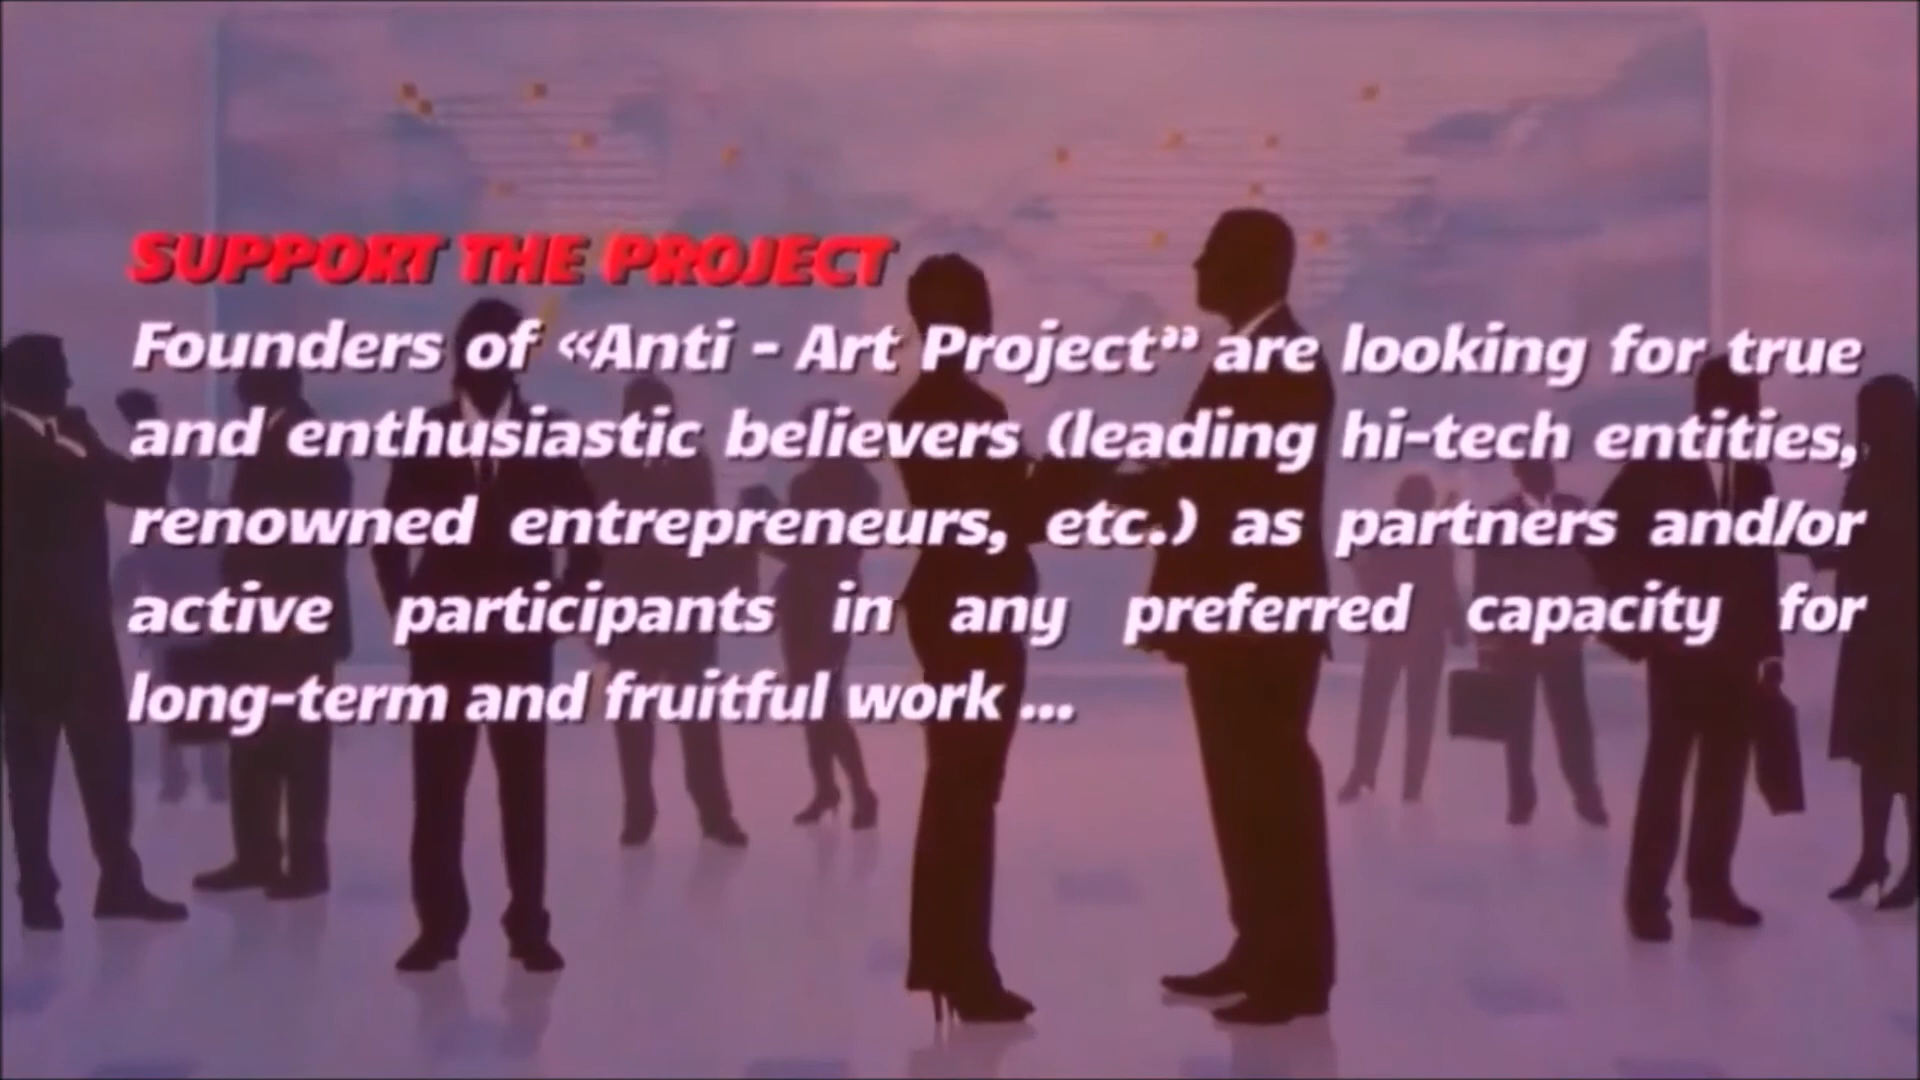 SUPPORT THE PROJECT
Founders of «Anti - Art Project” are looking for true
and enthusiastic believers (leading hi-tech entities,
renowned entrepreneurs, etc.) as partners and/or
active participants in any preferred capacity for
long-term and fruitful work ...